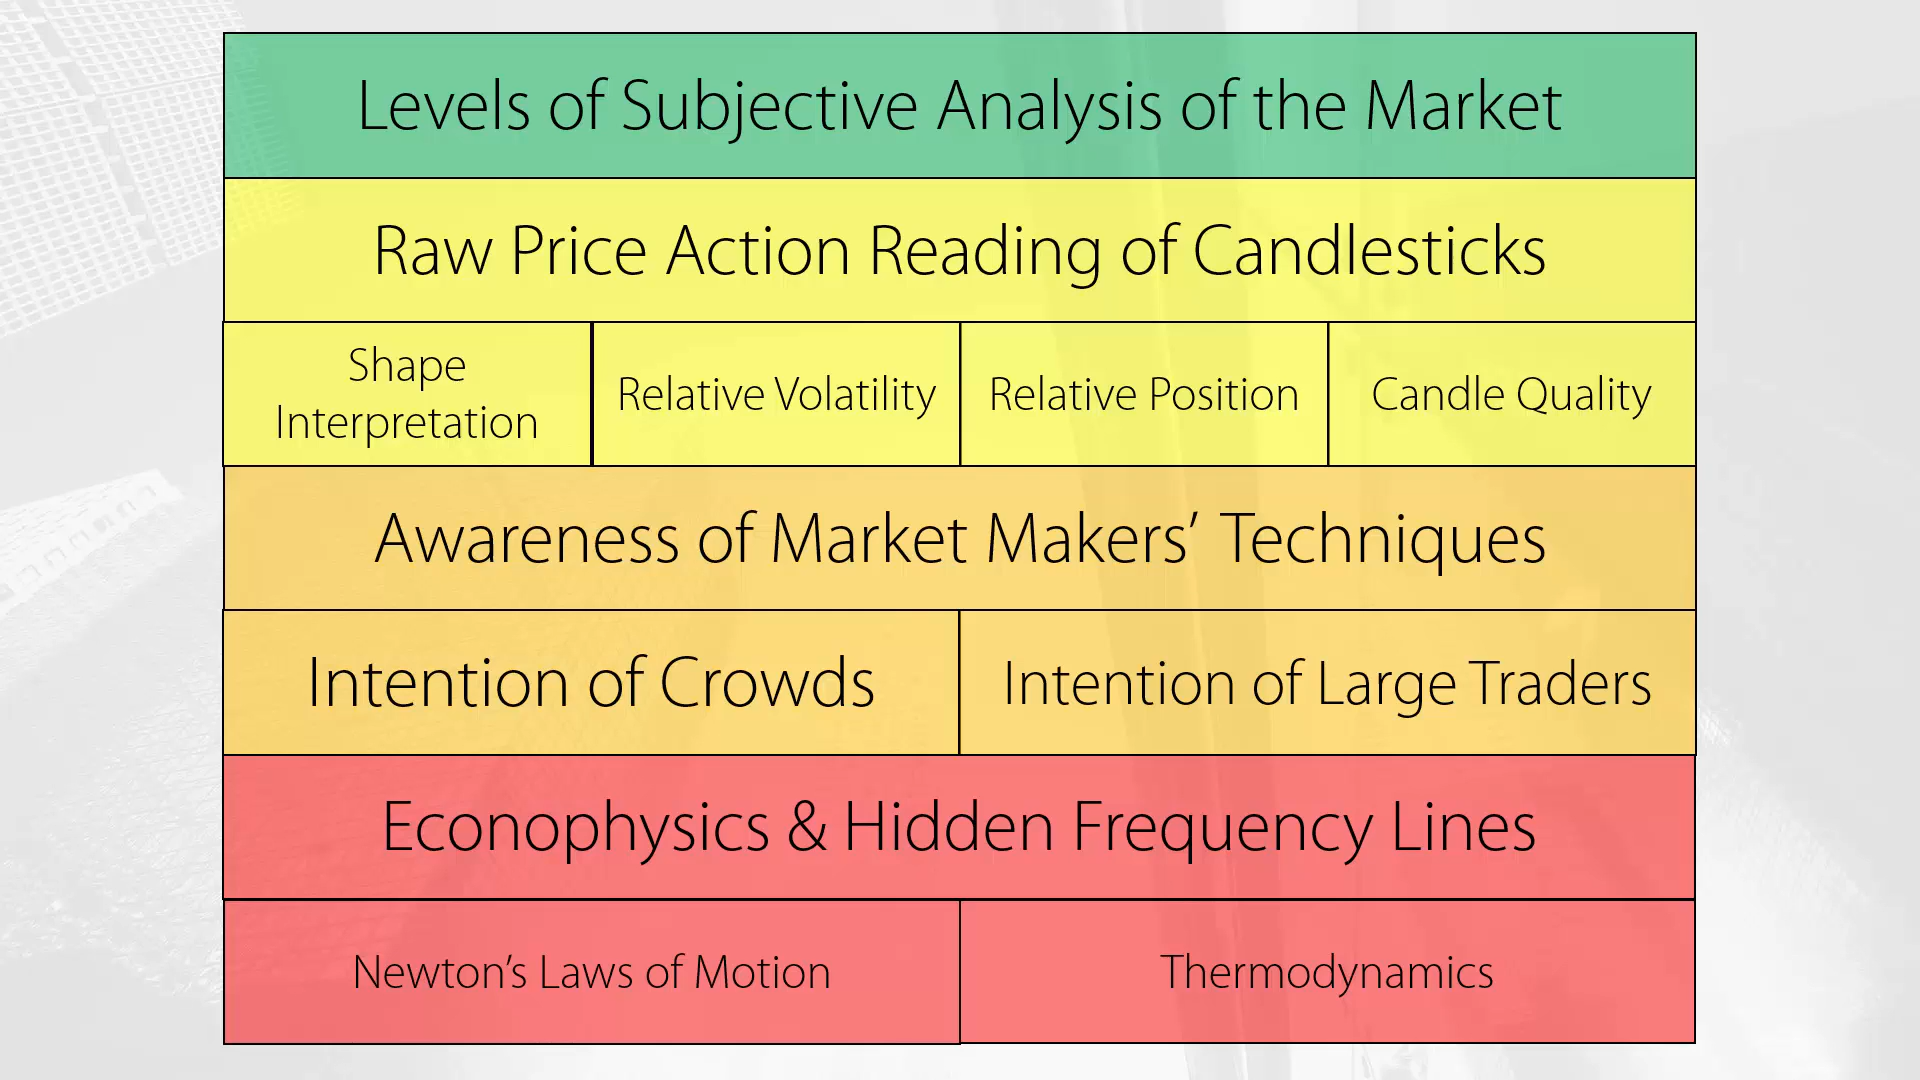 Levels of Subjective Analysis of the Market
Raw Price Action Reading of Candlesticks
Shape
Interpretation
Relative Volatility
Relative Position
Candle Quality
Awareness of Market Makers’ Techniques
Intention of Crowds
Intention of Large Traders
Econophysics & Hidden Frequency Lines
Newton’s Laws of Motion
Thermodynamics